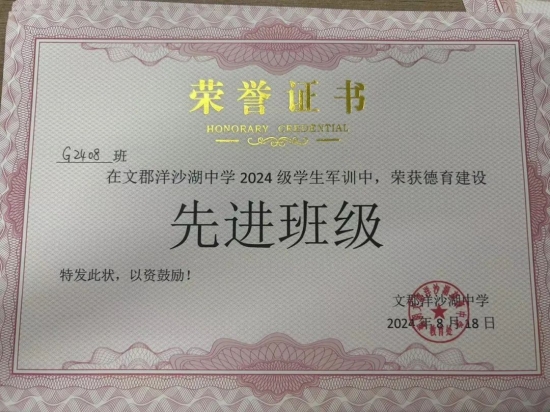 荣誉证书
HONORARY CREDENTIAL
G2408 班
在文郡洋沙湖中学 2024 级学生军训中，荣获德育建设
先进班级
特发此状，以资鼓励！
文郡洋沙湖中学
2024 年 8 月 18 日